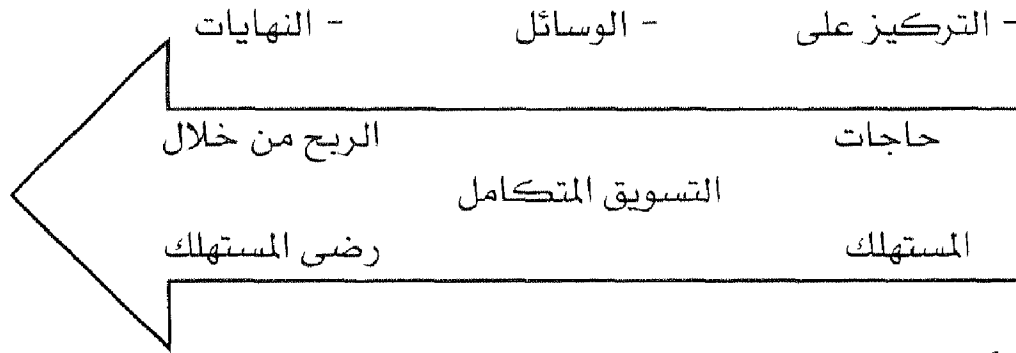 - التركيز على - الوسائل - النهايات
حاجات الربح من خلال
التسويق المتكامل
المستهلك رضى المستهلك